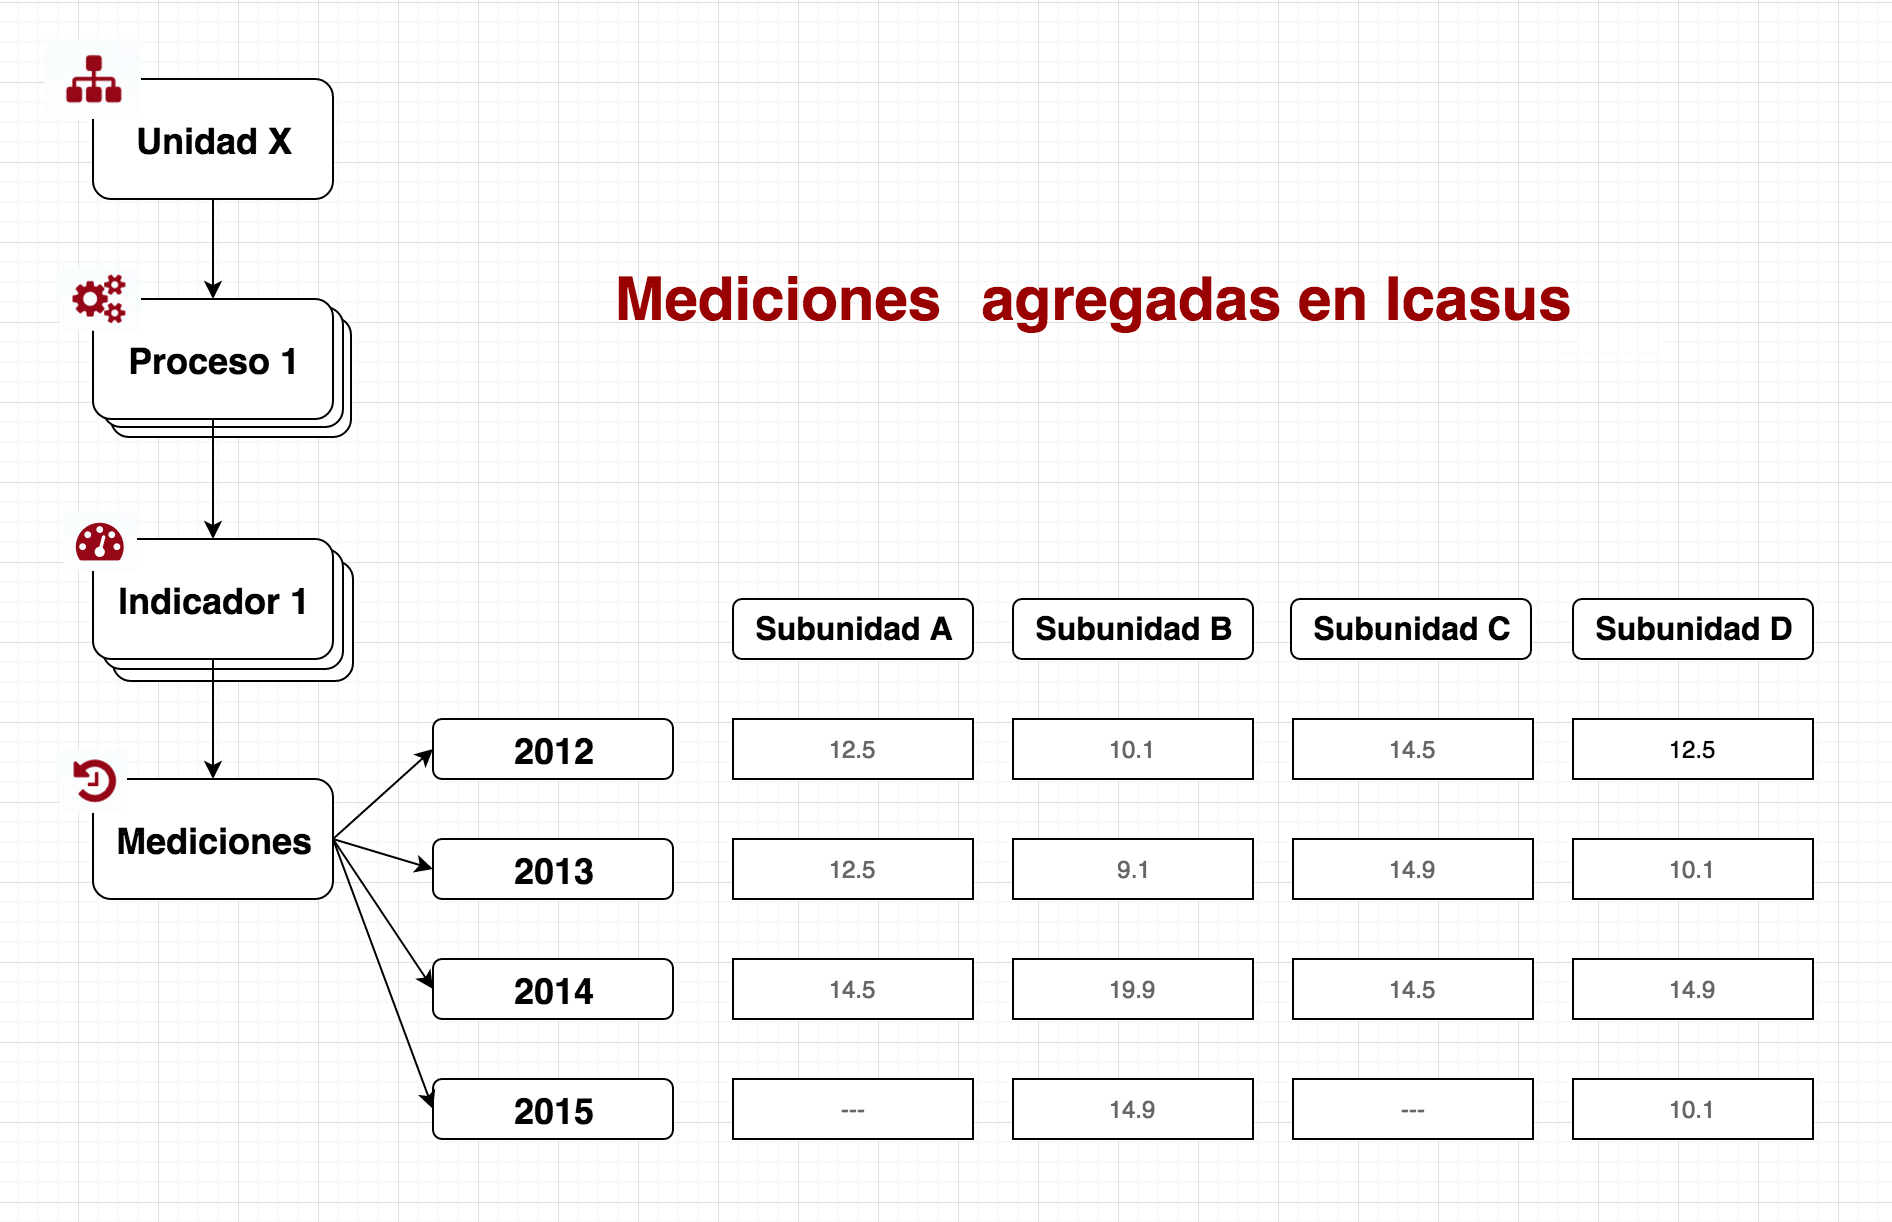 Unidad X
Mediciones  agregadas en Icasus
Proceso 1
Indicador 1
Subunidad A Subunidad B Subunidad C Subunidad D
Mediciones
2012 12.5 10.1 14.5 12.5
2013 12.5 9.1 14.9 10.1
2014 14.5 19.9 14.5 14.9
2015 --- 14.9 --- 10.1